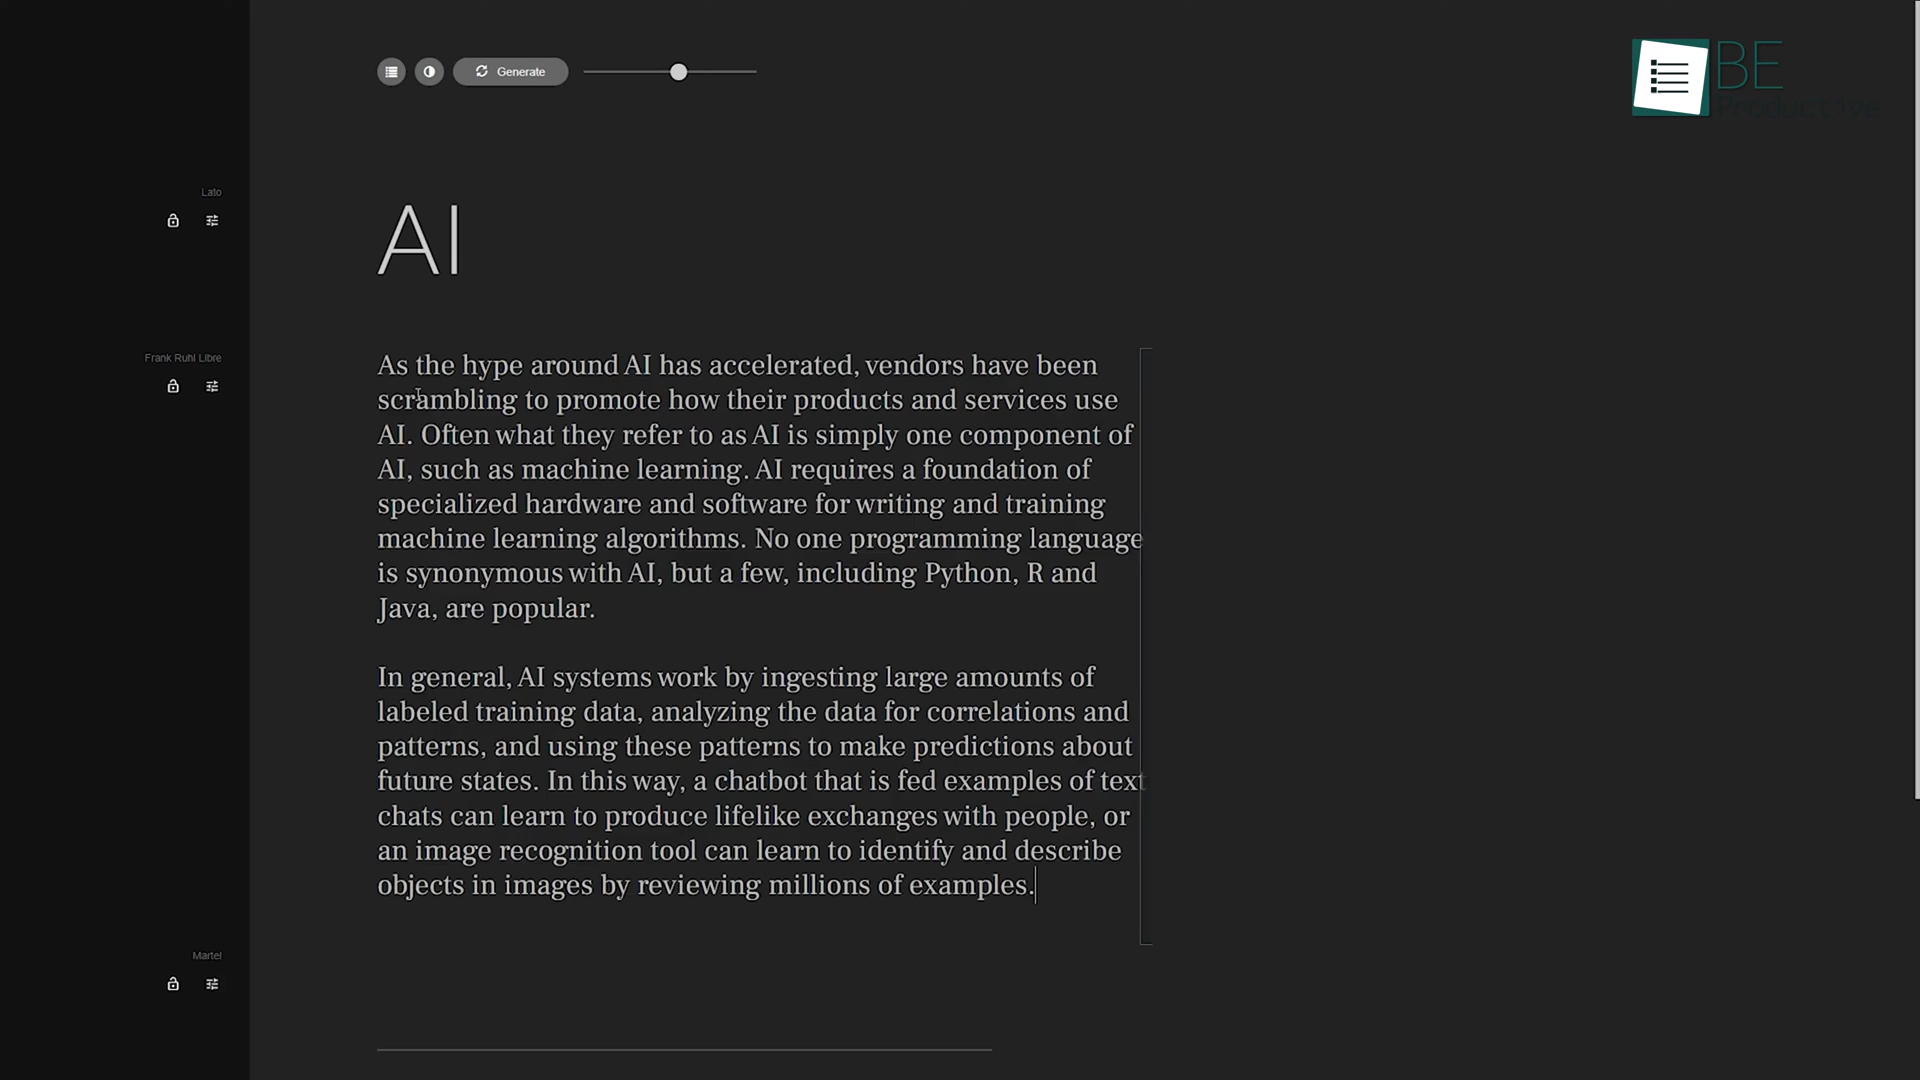 Generate
BE
Productive
Lato
AI
Frank Ruhl Libre
As the hype around AI has accelerated, vendors have been
scrambling to promote how their products and services use
AI. Often what they refer to as AI is simply one component of
AI, such as machine learning. AI requires a foundation of
specialized hardware and software for writing and training
machine learning algorithms. No one programming language
is synonymous with AI, but a few, including Python, R and
Java, are popular.
In general, AI systems work by ingesting large amounts of
labeled training data, analyzing the data for correlations and
patterns, and using these patterns to make predictions about
future states. In this way, a chatbot that is fed examples of text
chats can learn to produce lifelike exchanges with people, or
an image recognition tool can learn to identify and describe
objects in images by reviewing millions of examples.
Martel